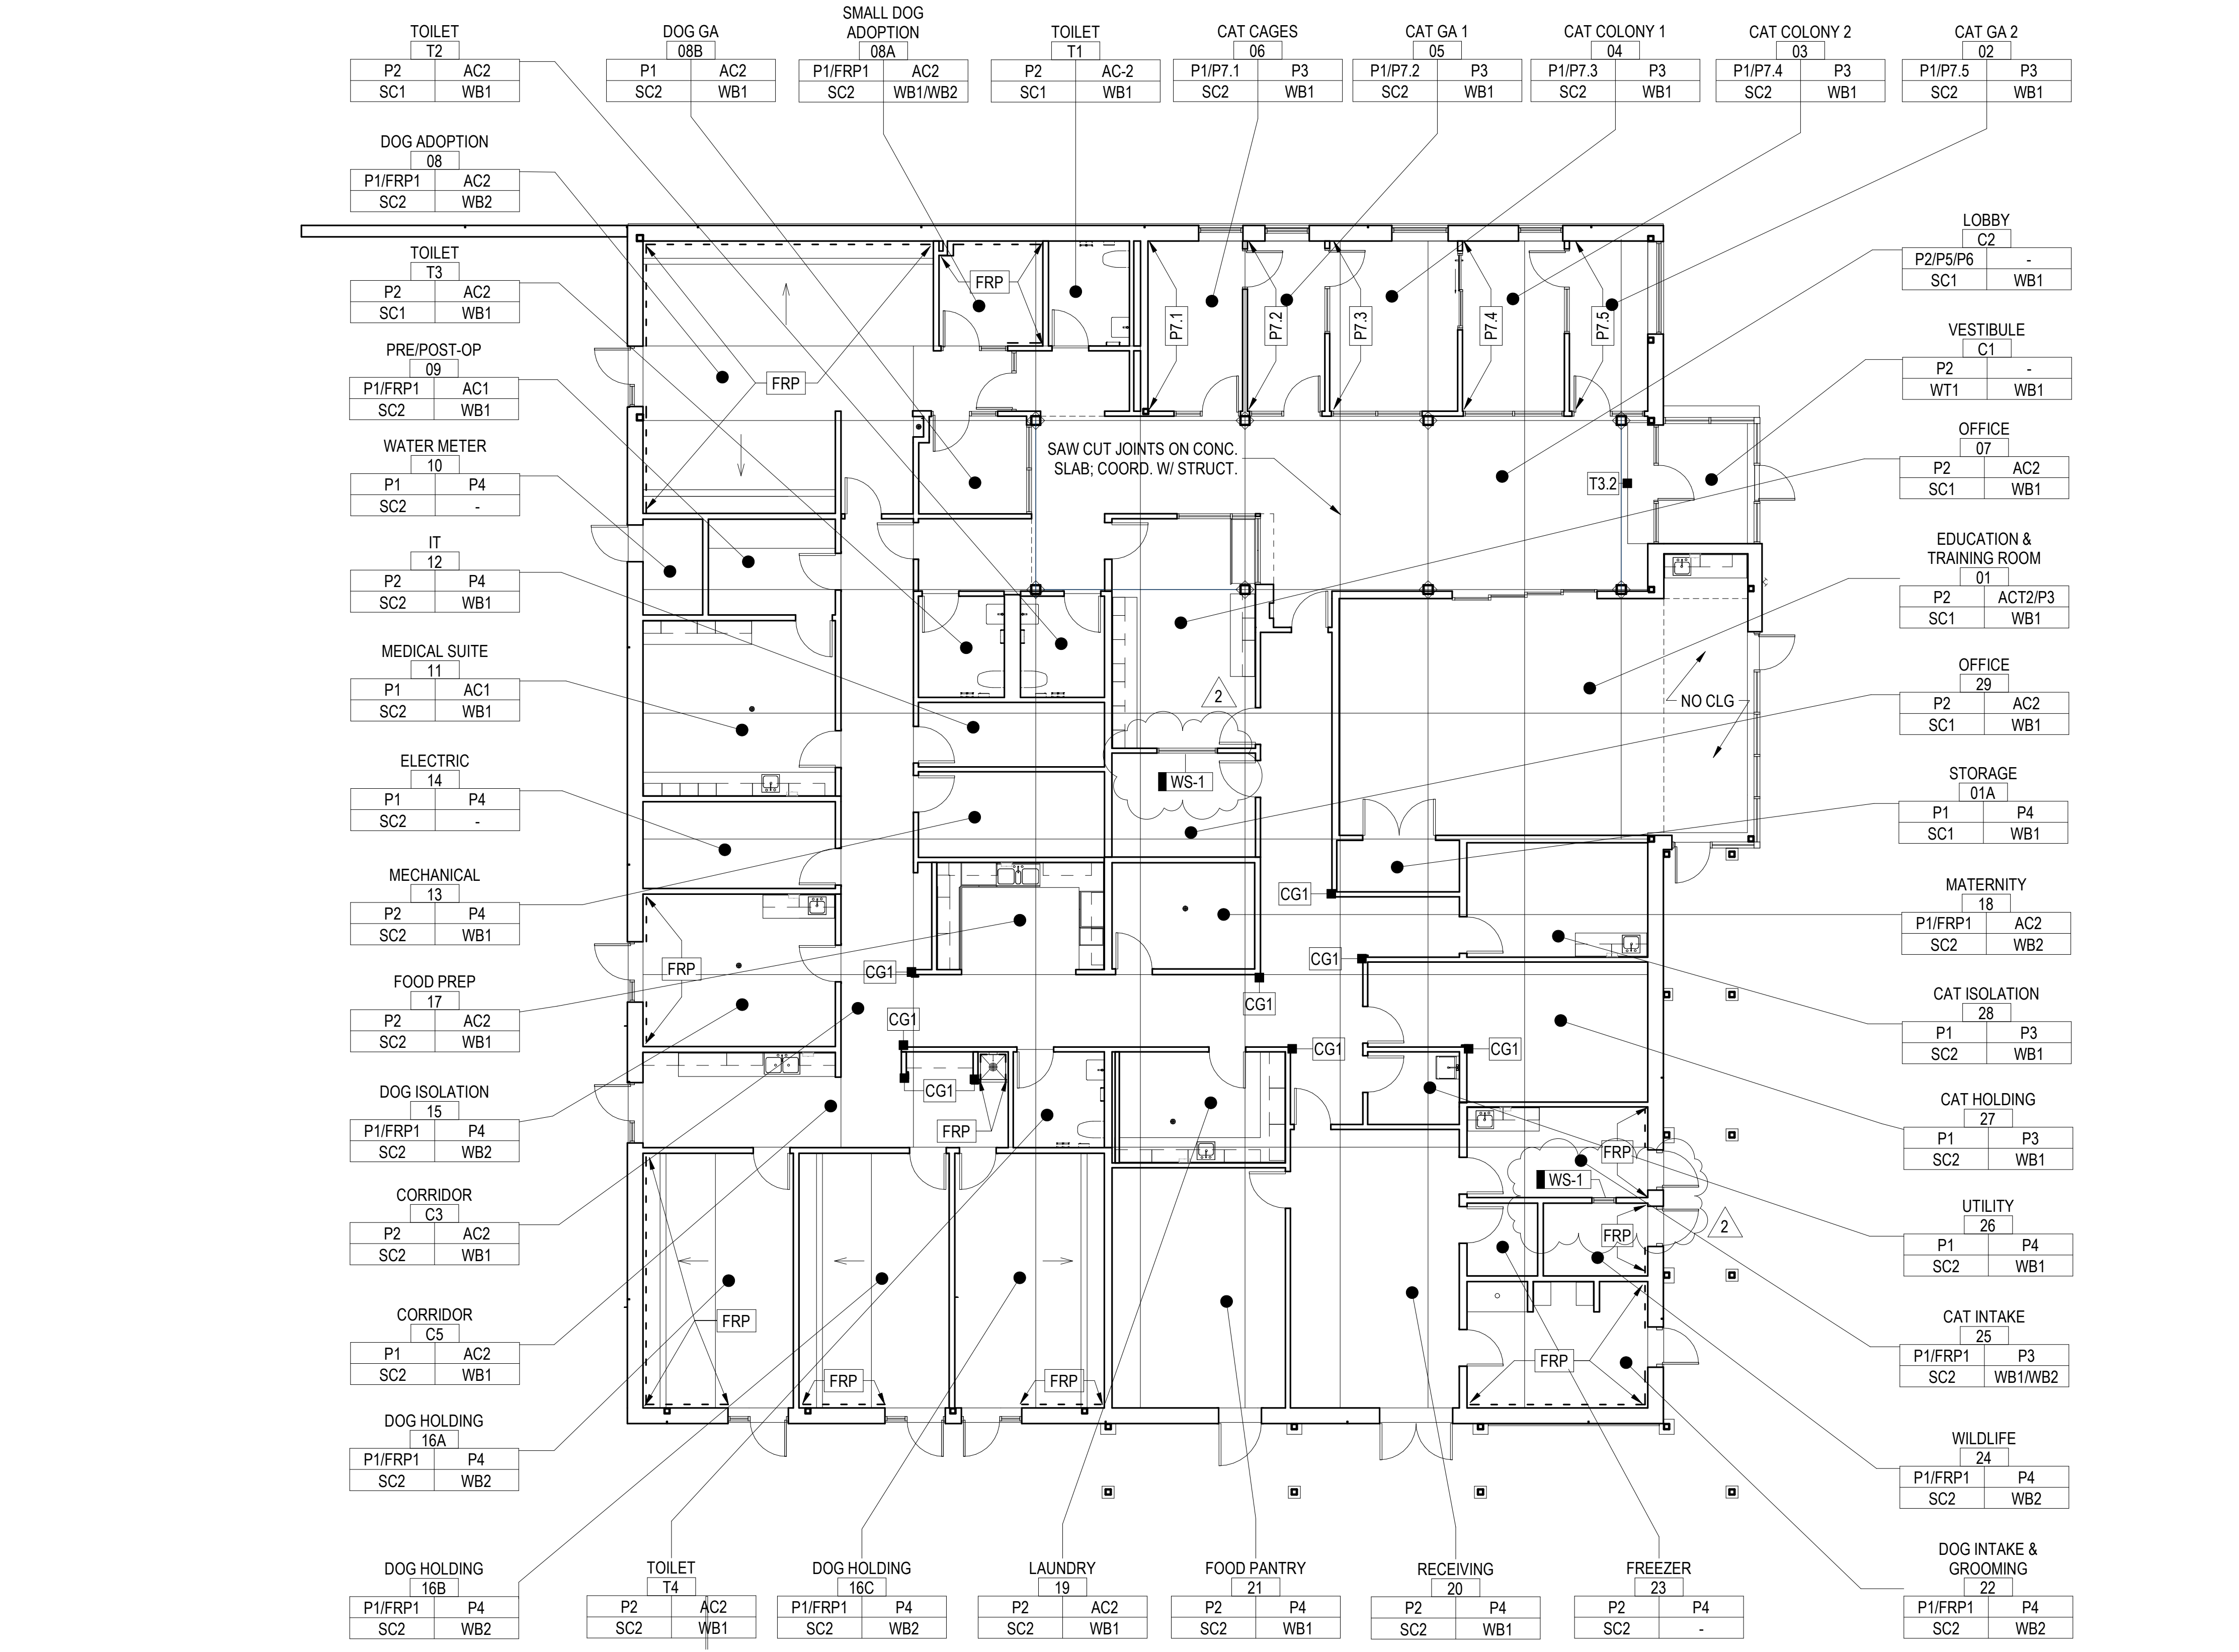 TOILET
T2
P2 AC2
SC1 WB1
DOG GA
08B
P1 AC2
SC2 WB1
SMALL DOG
ADOPTION
08A
P1/FRP1 AC2
SC2 WB1/WB2
TOILET
T1
P2 AC-2
SC1 WB1
CAT CAGES
06
P1/P7.1 P3
SC2 WB1
CAT GA 1
05
P1/P7.2 P3
SC2 WB1
CAT COLONY 1
04
P1/P7.3 P3
SC2 WB1
CAT COLONY 2
03
P1/P7.4 P3
SC2 WB1
CAT GA 2
02
P1/P7.5 P3
SC2 WB1
DOG ADOPTION
08
P1/FRP1 AC2
SC2 WB2
TOILET
T3
P2 AC2
SC1 WB1
PRE/POST-OP
09
P1/FRP1 AC1
SC2 WB1
WATER METER
10
P1 P4
SC2 -
IT
12
P2 P4
SC2 WB1
MEDICAL SUITE
11
P1 AC1
SC2 WB1
ELECTRIC
14
P1 P4
SC2 -
MECHANICAL
13
P2 P4
SC2 WB1
FOOD PREP
17
P2 AC2
SC2 WB1
DOG ISOLATION
15
P1/FRP1 P4
SC2 WB2
CORRIDOR
C3
P2 AC2
SC2 WB1
CORRIDOR
C5
P1 AC2
SC2 WB1
DOG HOLDING
16A
P1/FRP1 P4
SC2 WB2
DOG HOLDING
16B
P1/FRP1 P4
SC2 WB2
TOILET
T4
P2 AC2
SC2 WB1
DOG HOLDING
16C
P1/FRP1 P4
SC2 WB2
LAUNDRY
19
P2 AC2
SC2 WB1
FOOD PANTRY
21
P2 P4
SC2 WB1
RECEIVING
20
P2 P4
SC2 WB1
FREEZER
23
P2 P4
SC2 -
DOG INTAKE &
GROOMING
22
P1/FRP1 P4
SC2 WB2
LOBBY
C2
P2/P5/P6 -
SC1 WB1
VESTIBULE
C1
P2 -
WT1 WB1
OFFICE
07
P2 AC2
SC1 WB1
EDUCATION &
TRAINING ROOM
01
P2 ACT2/P3
SC1 WB1
OFFICE
29
P2 AC2
SC1 WB1
STORAGE
01A
P1 P4
SC1 WB1
MATERNITY
18
P1/FRP1 AC2
SC2 WB2
CAT ISOLATION
28
P1 P3
SC2 WB1
CAT HOLDING
27
P1 P3
SC2 WB1
UTILITY
26
P1 P4
SC2 WB1
CAT INTAKE
25
P1/FRP1 P3
SC2 WB1/WB2
WILDLIFE
24
P1/FRP1 P4
SC2 WB2
FRP
FRP
P7.1
P7.2
P7.3
P7.4
P7.5
SAW CUT JOINTS ON CONC.
SLAB; COORD. W/ STRUCT.
T3.2
2
NO CLG
WS-1
CG1
CG1
CG1
CG1
FRP
CG1
CG1
CG1
CG1
FRP
FRP
WS-1
FRP
2
FRP
FRP
FRP
FRP